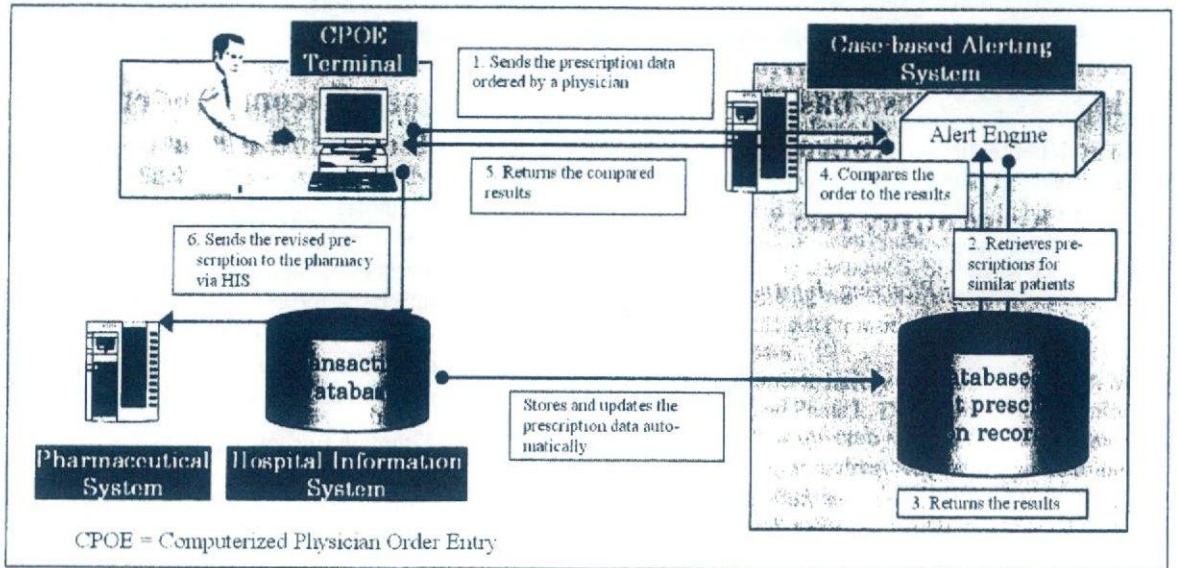 CPOE
Terminal
1. Sends the prescription data
ordered by a physician
Case-based Alerting
System
Alert Engine
5. Returns the compared
results
4. Compares the
order to the results
6. Sends the revised pre-
scription to the pharmacy
via HIS
2. Retrieves pre-
scriptions for
similar patients
Stores and updates the
prescription data auto-
matically
3. Returns the results
Pharmaceutical
System
Hospital Information
System
CPOE = Computerized Physician Order Entry